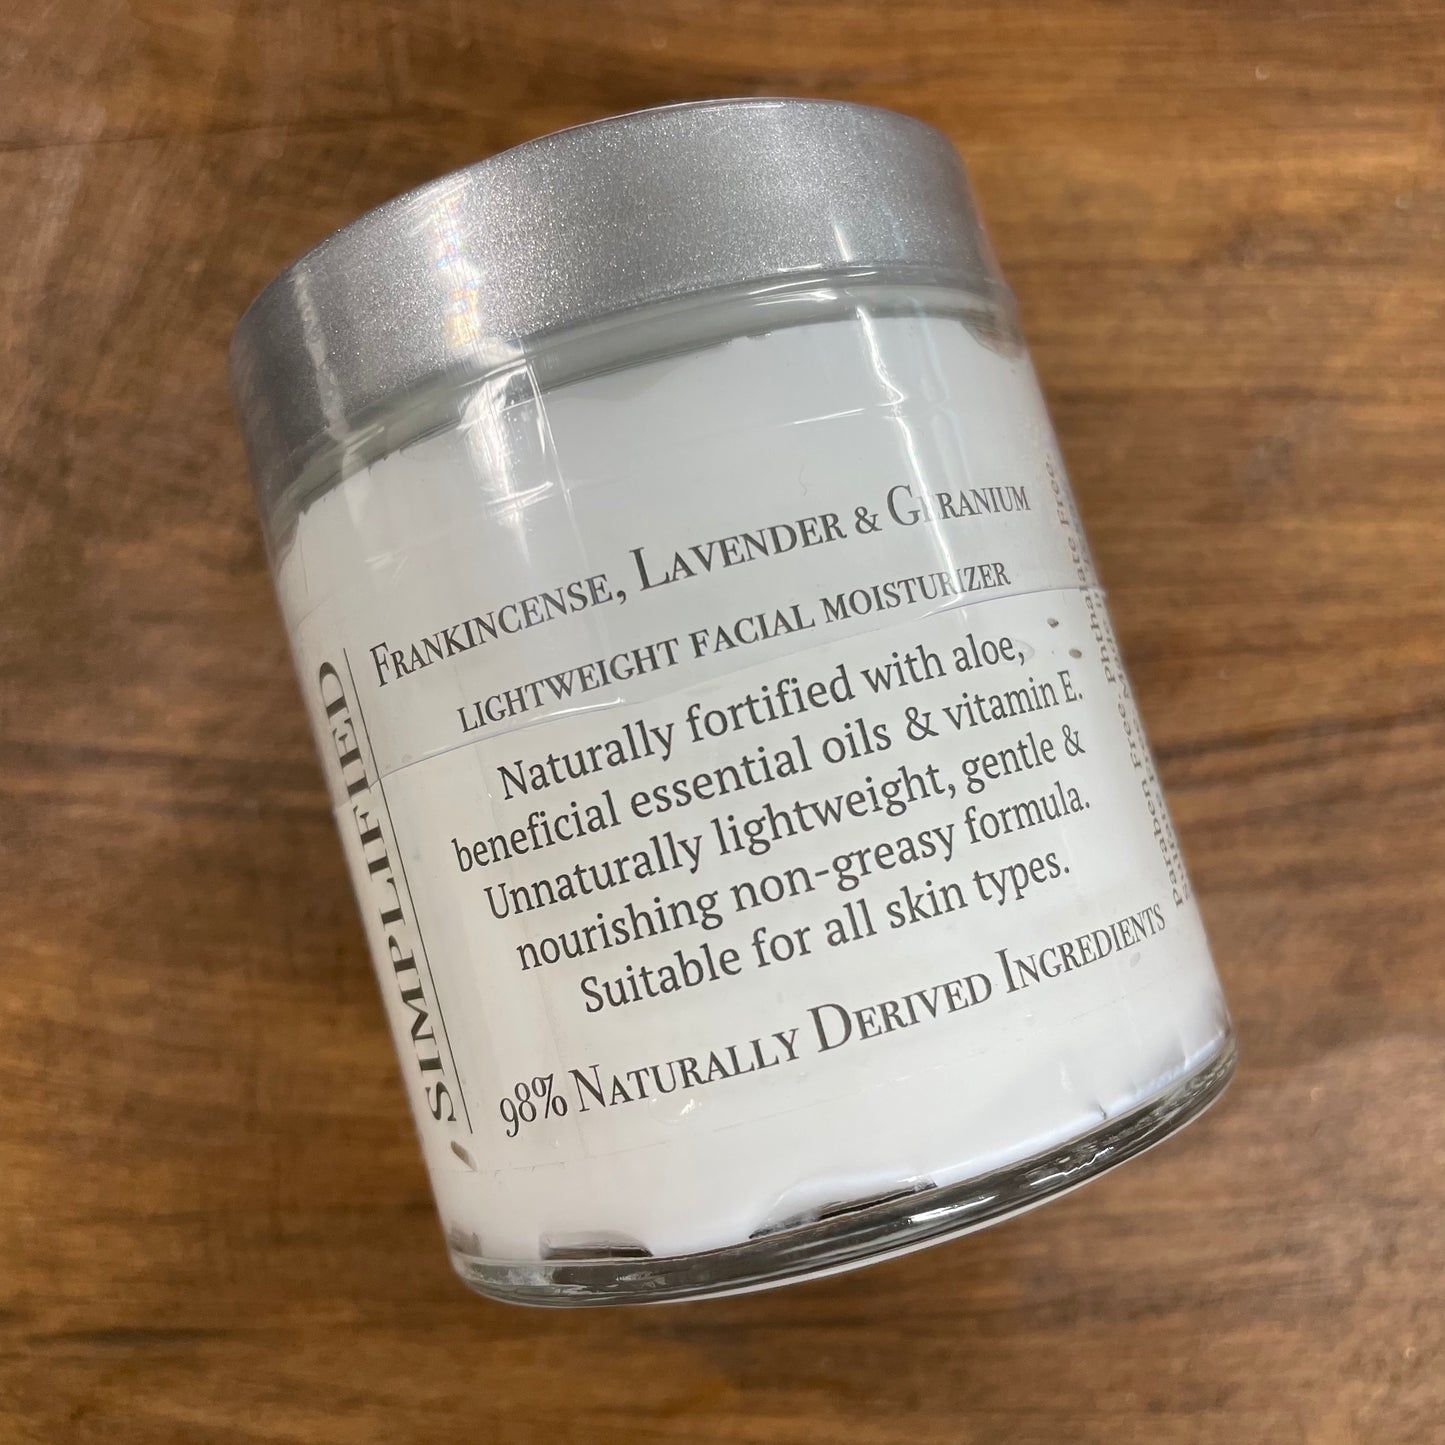 SIMPLIFIED
FRANKINCENSE, LAVENDER & GERANIUM
LIGHTWEIGHT FACIAL MOISTURIZER
Naturally fortified with aloe,
beneficial essential oils & vitamin E.
Unnaturally lightweight, gentle &
nourishing non-greasy formula.
Suitable for all skin types.
98% NATURALLY DERIVED INGREDIENTS
Paraben Free Phthalate Free